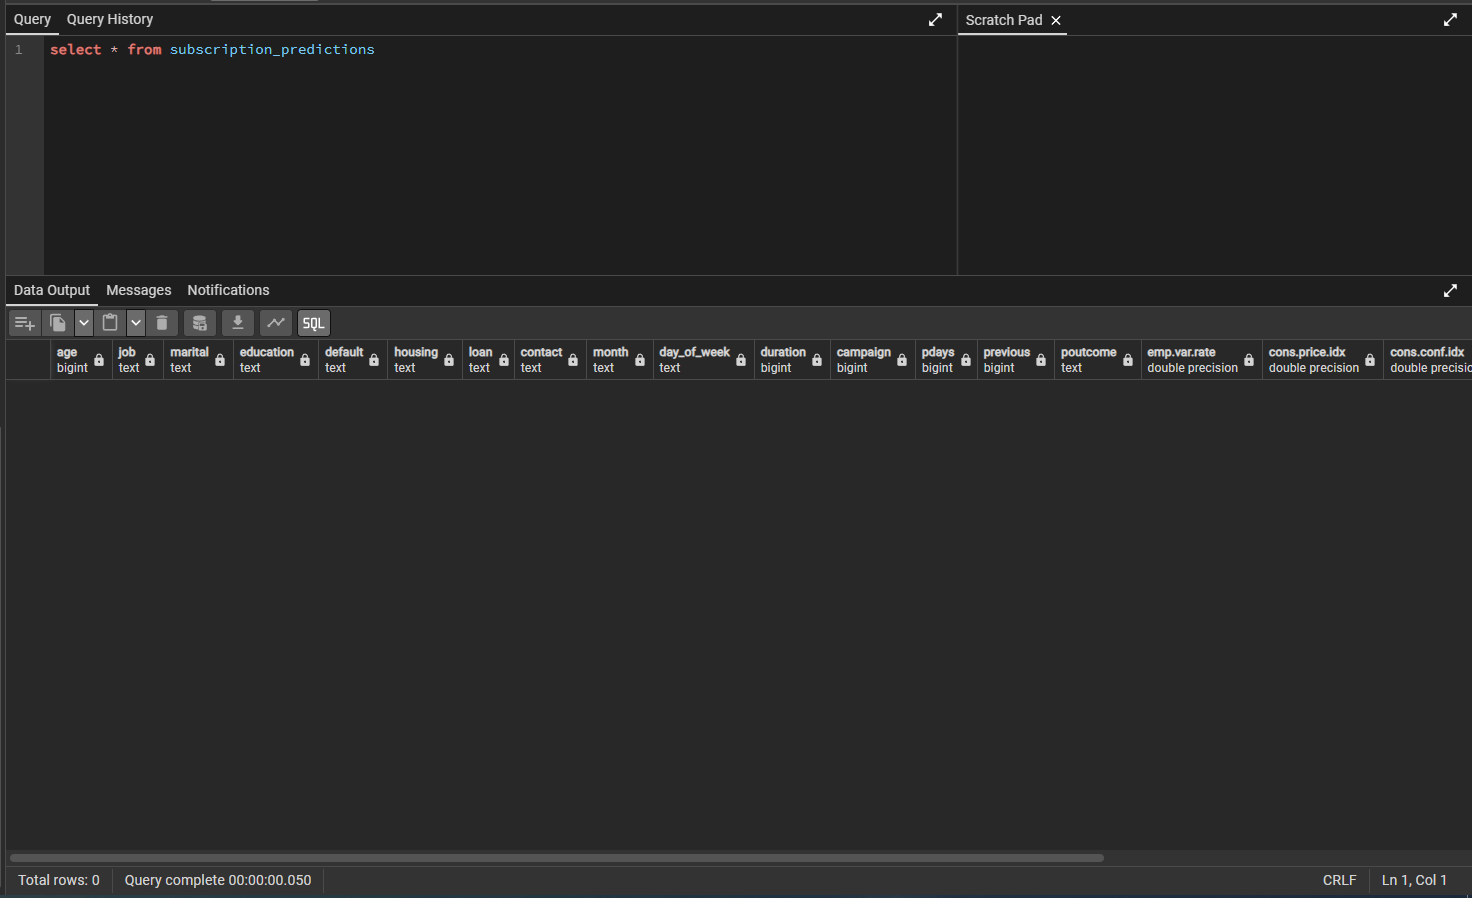 Query Query History
Scratch Pad
1 select * from subscription_predictions
Data Output Messages Notifications
SQL
age job marital education default housing loan contact month day_of_week duration campaign pdays previous poutcome emp.var.rate cons.price.idx cons.conf.idx
bigint text text text text text text text text text bigint bigint bigint bigint text double precision double precision double precisio
Total rows: 0 Query complete 00:00:00.050 CRLF Ln 1, Col 1